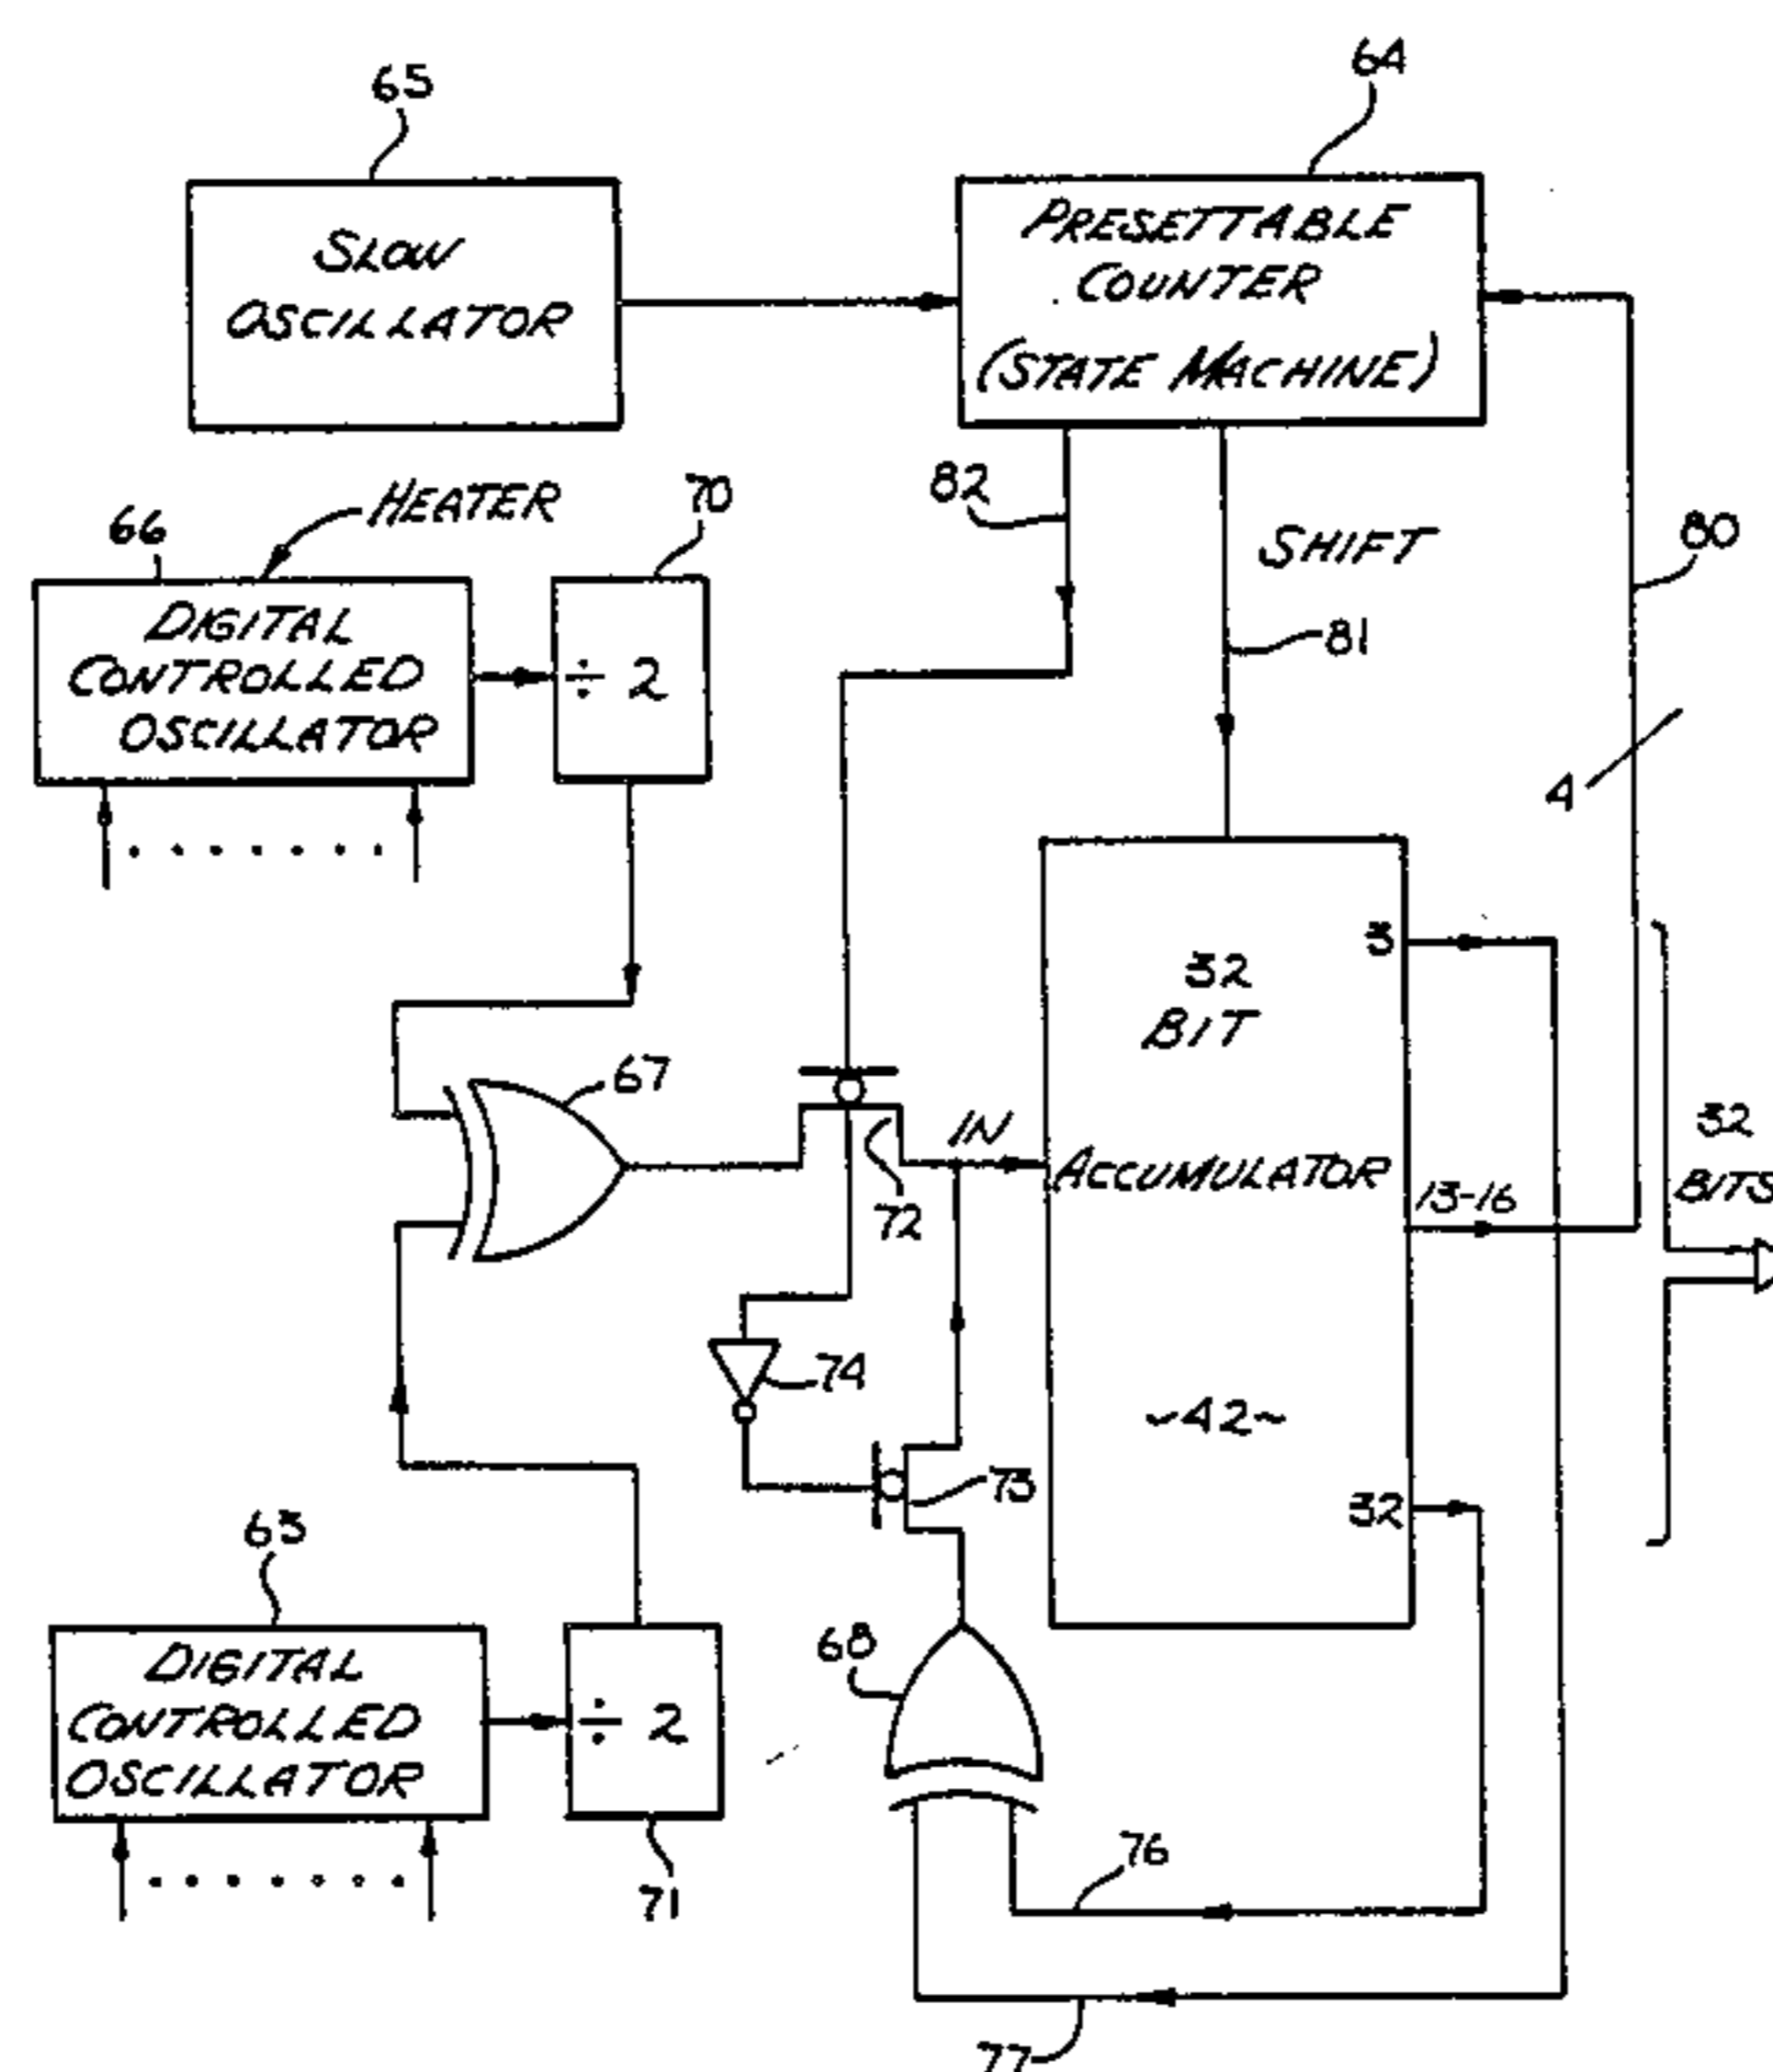 65
64
SLOW
OSCILLATOR
PRESETTABLE
COUNTER
(STATE MACHINE)
82
SHIFT
81
80
4
66
HEATER
70
DIGITAL
CONTROLLED
OSCILLATOR
÷ 2
67
72
IN
32
BIT
ACCUMULATOR
~42~
3
13-16
32
32
BITS
74
73
63
DIGITAL
CONTROLLED
OSCILLATOR
÷ 2
71
68
76
77